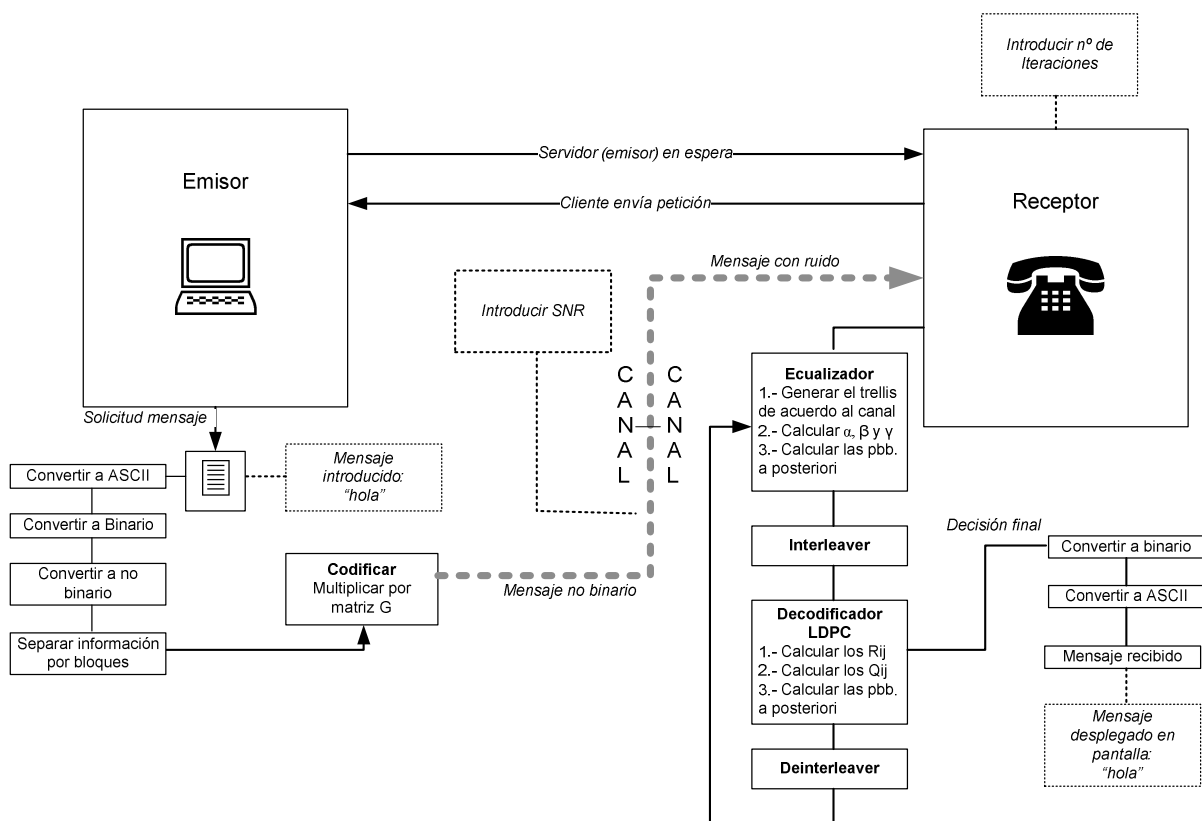 Introducir nº de
Iteraciones
Emisor
Servidor (emisor) en espera
Cliente envía petición
Receptor
Mensaje con ruido
Introducir SNR
CANAL
CANAL
Solicitud mensaje
Mensaje
introducido:
“hola”
Convertir a ASCII
Convertir a Binario
Convertir a no
binario
Separar información
por bloques
Codificar
Multiplicar por
matriz G
Mensaje no binario
Ecualizador
1.- Generar el trellis
de acuerdo al canal
2.- Calcular α, β y γ
3.- Calcular las pbb.
a posteriori
Interleaver
Decodificador
LDPC
1.- Calcular los Rij
2.- Calcular los Qij
3.- Calcular las pbb.
a posteriori
Deinterleaver
Decisión final
Convertir a binario
Convertir a ASCII
Mensaje recibido
Mensaje
desplegado en
pantalla:
“hola”